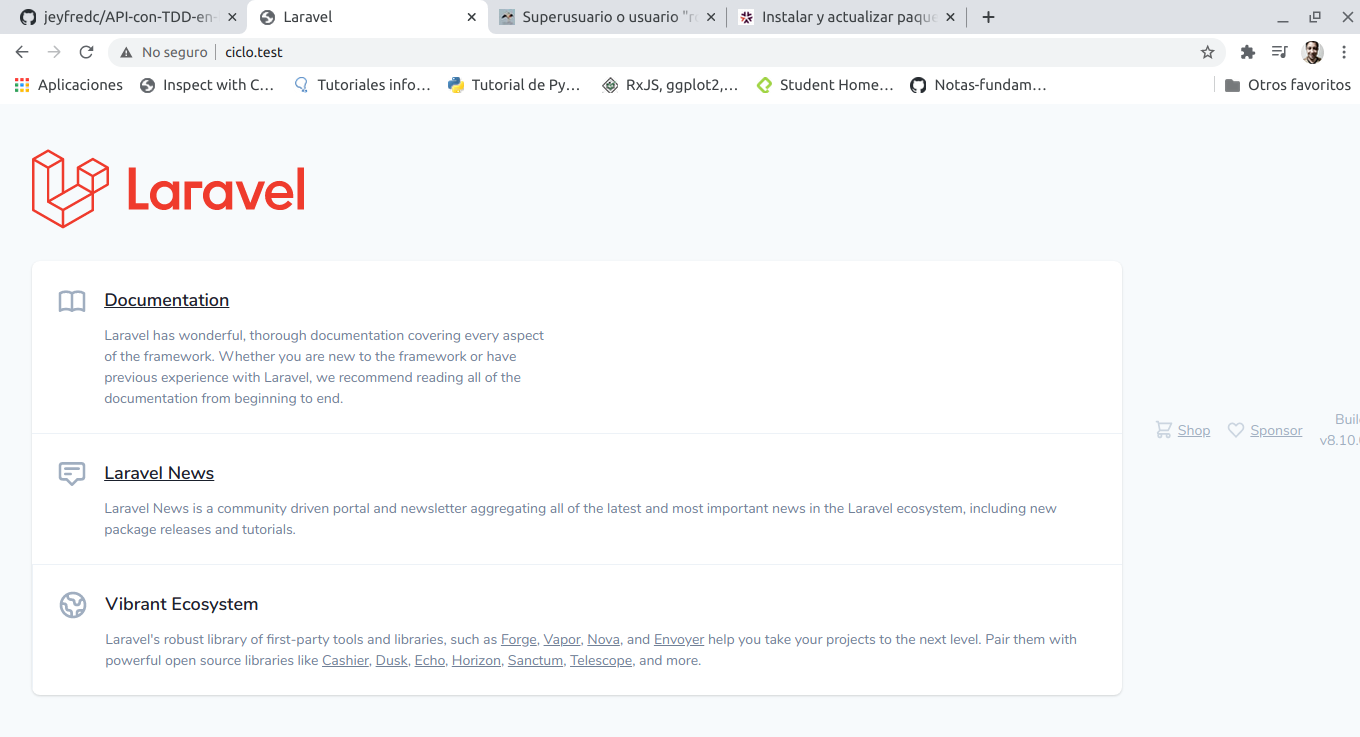 jeyfredc/API-con-TDD-en-
Laravel
Superusuario o usuario "ro
Instalar y actualizar paque
No seguro
ciclo.test
Aplicaciones
Inspect with C...
Tutoriales info...
Tutorial de Py...
RxJS, ggplot2,...
Student Home...
Notas-fundam...
Otros favoritos
Laravel
Documentation
Laravel has wonderful, thorough documentation covering every aspect
of the framework. Whether you are new to the framework or have
previous experience with Laravel, we recommend reading all of the
documentation from beginning to end.
Laravel News
Laravel News is a community driven portal and newsletter aggregating all of the latest and most important news in the Laravel ecosystem, including new
package releases and tutorials.
Vibrant Ecosystem
Laravel's robust library of first-party tools and libraries, such as Forge, Vapor, Nova, and Envoyer help you take your projects to the next level. Pair them with
powerful open source libraries like Cashier, Dusk, Echo, Horizon, Sanctum, Telescope, and more.
Shop
Sponsor
Buil
v8.10.